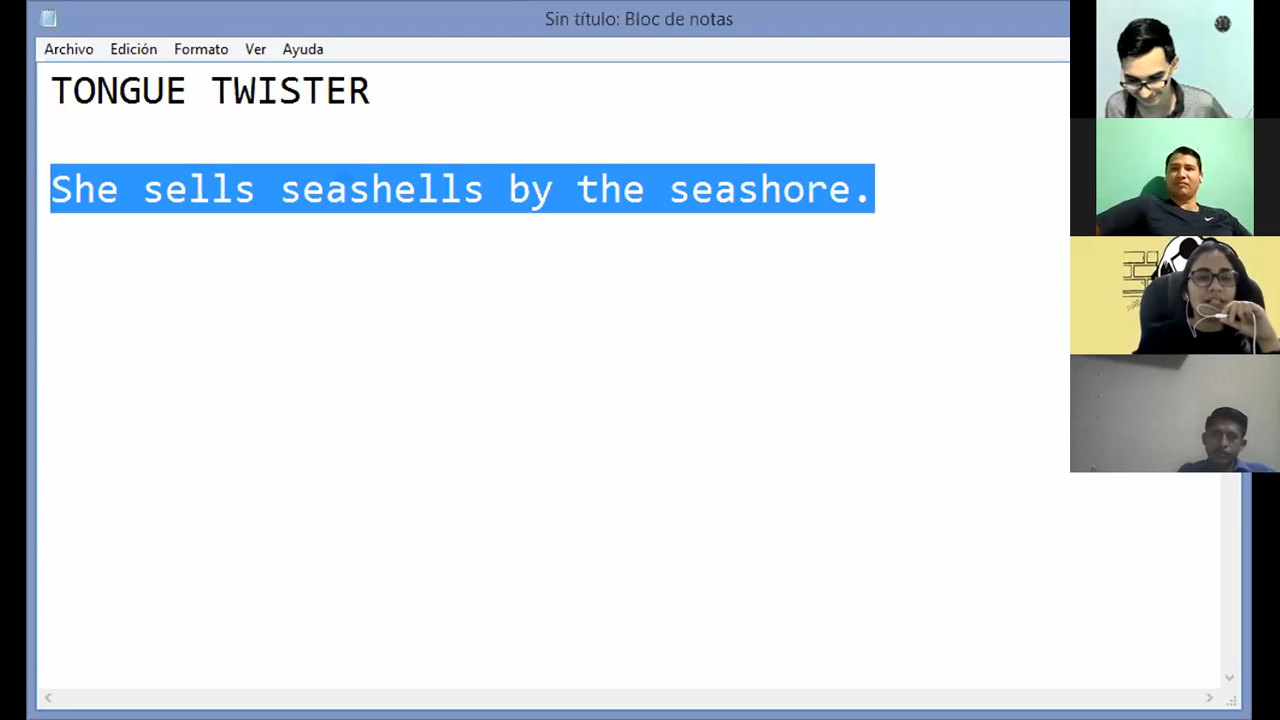 Sin título: Bloc de notas
Archivo Edición Formato Ver Ayuda
TONGUE TWISTER
She sells seashells by the seashore.